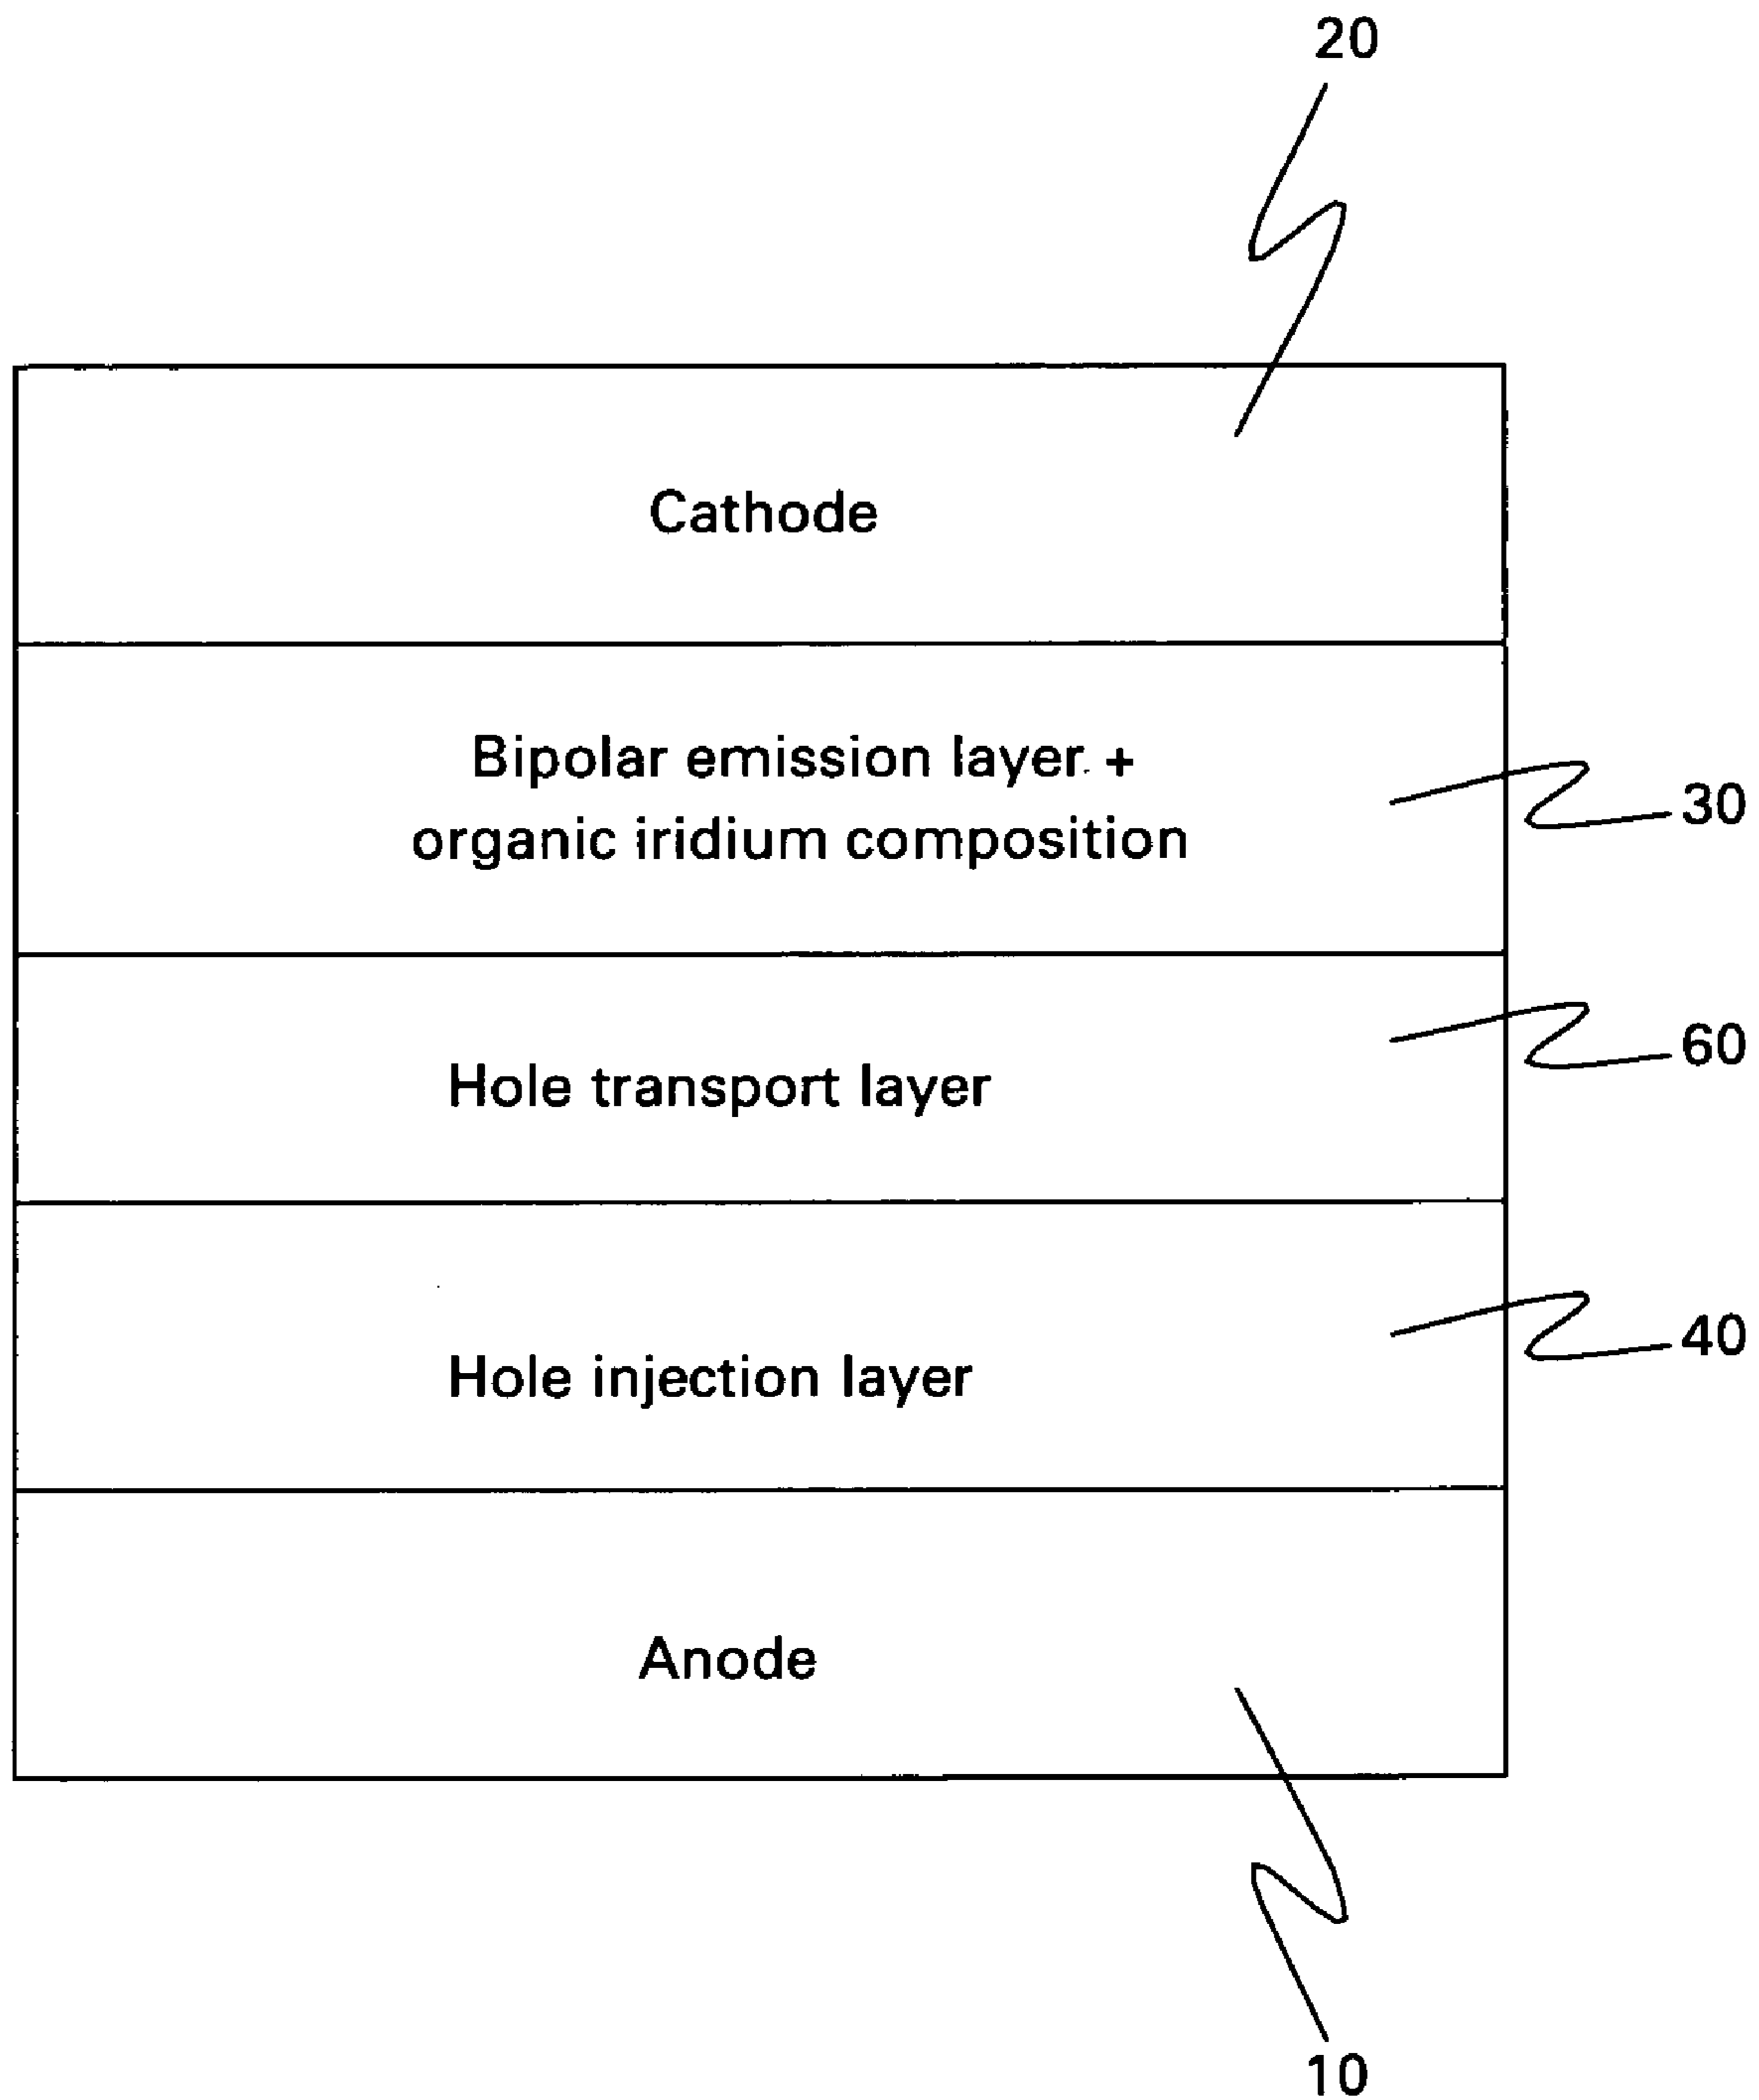 20
Cathode
Bipolar emission layer +
organic iridium composition
30
Hole transport layer
60
Hole injection layer
40
Anode
10